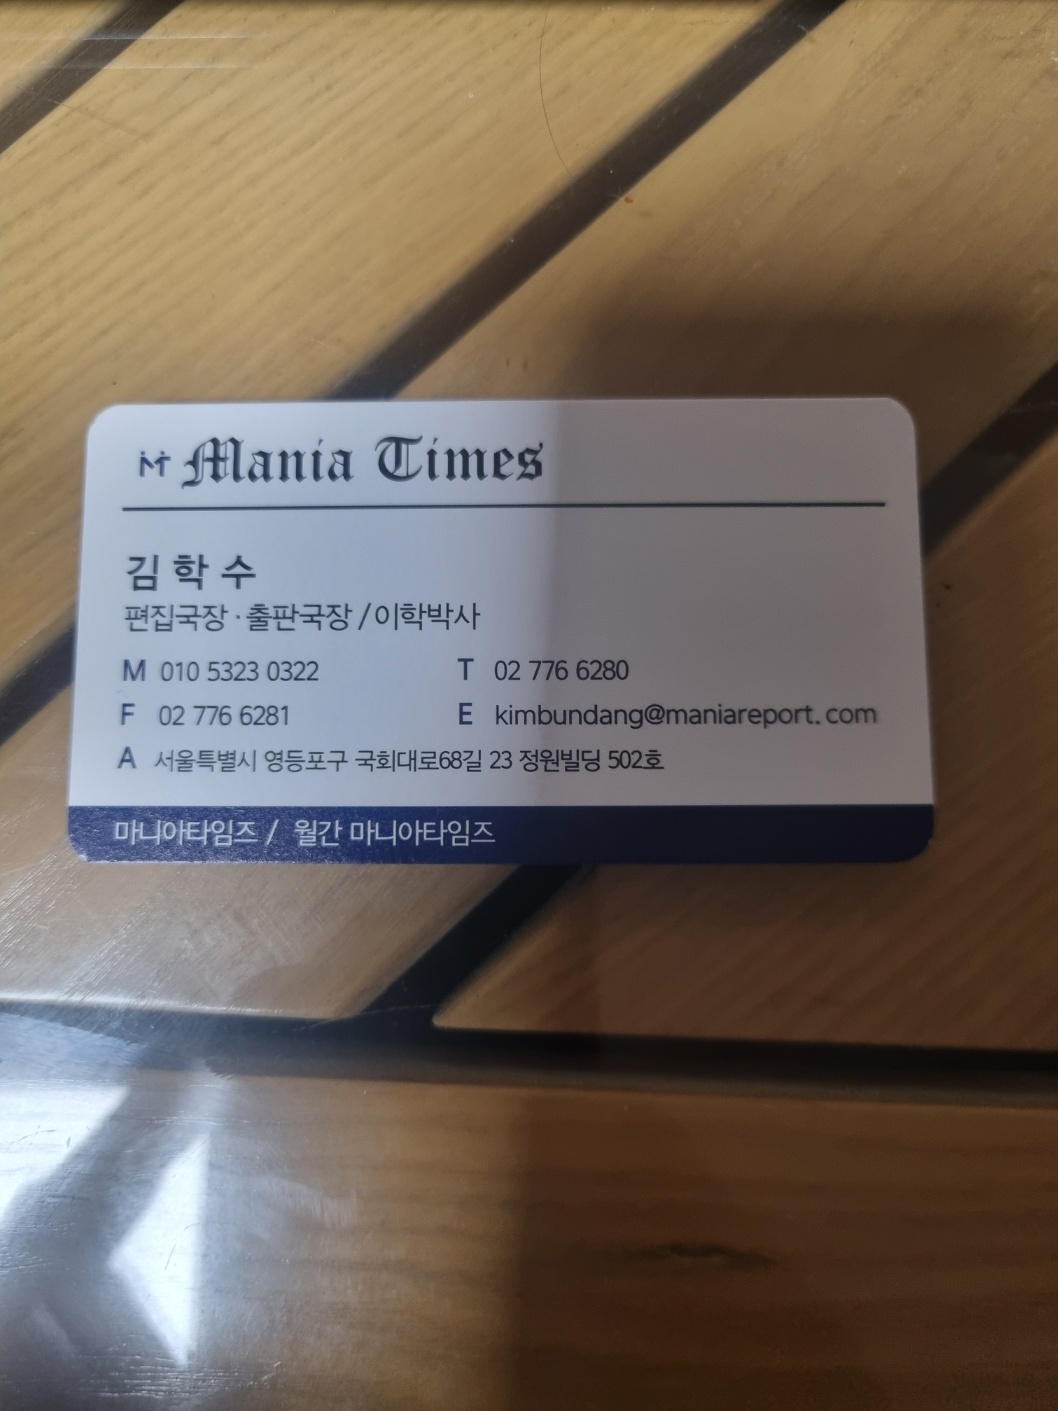 Mania Times
김 학 수
편집국장 · 출판국장 / 이학박사
M 010 5323 0322 T 02 776 6280
F 02 776 6281 E kimbundang@maniareport.com
A 서울특별시 영등포구 국회대로68길 23 정원빌딩 502호
마니아타임즈 / 월간 마니아타임즈